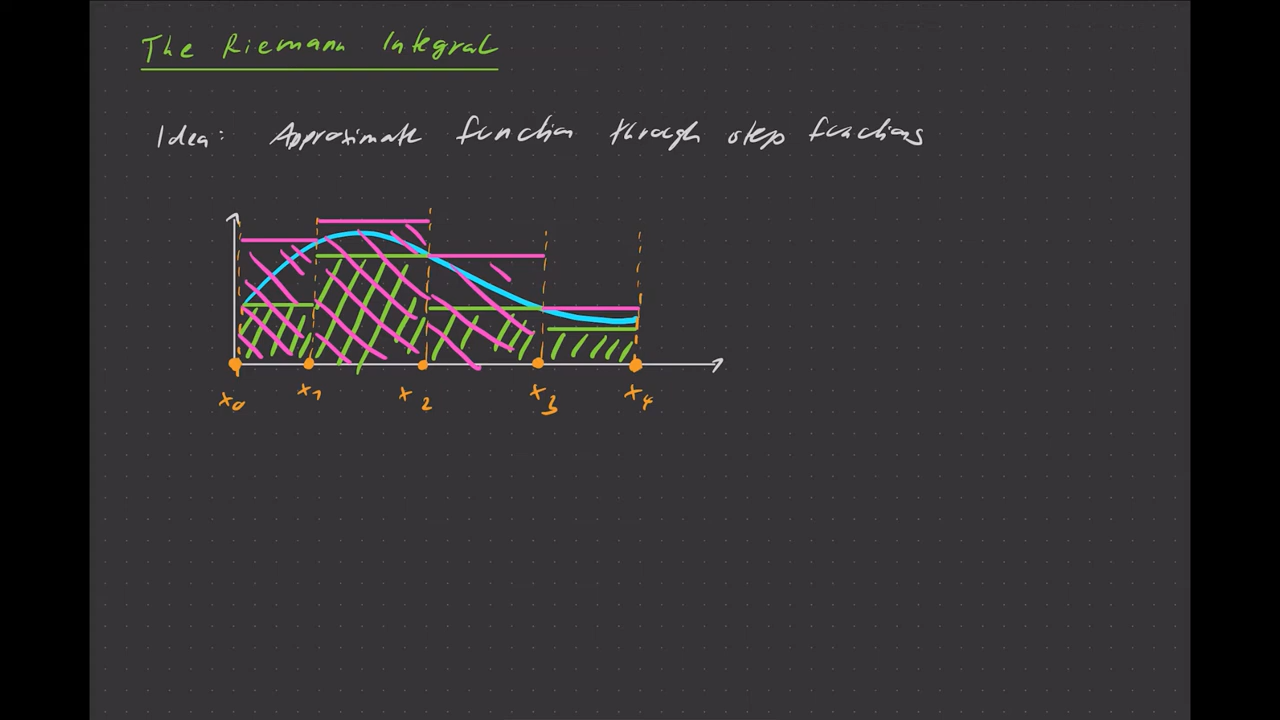 The Riemann Integral
Idea: Approximate function through step functions
x₀ x₁ x₂ x₃ x₄